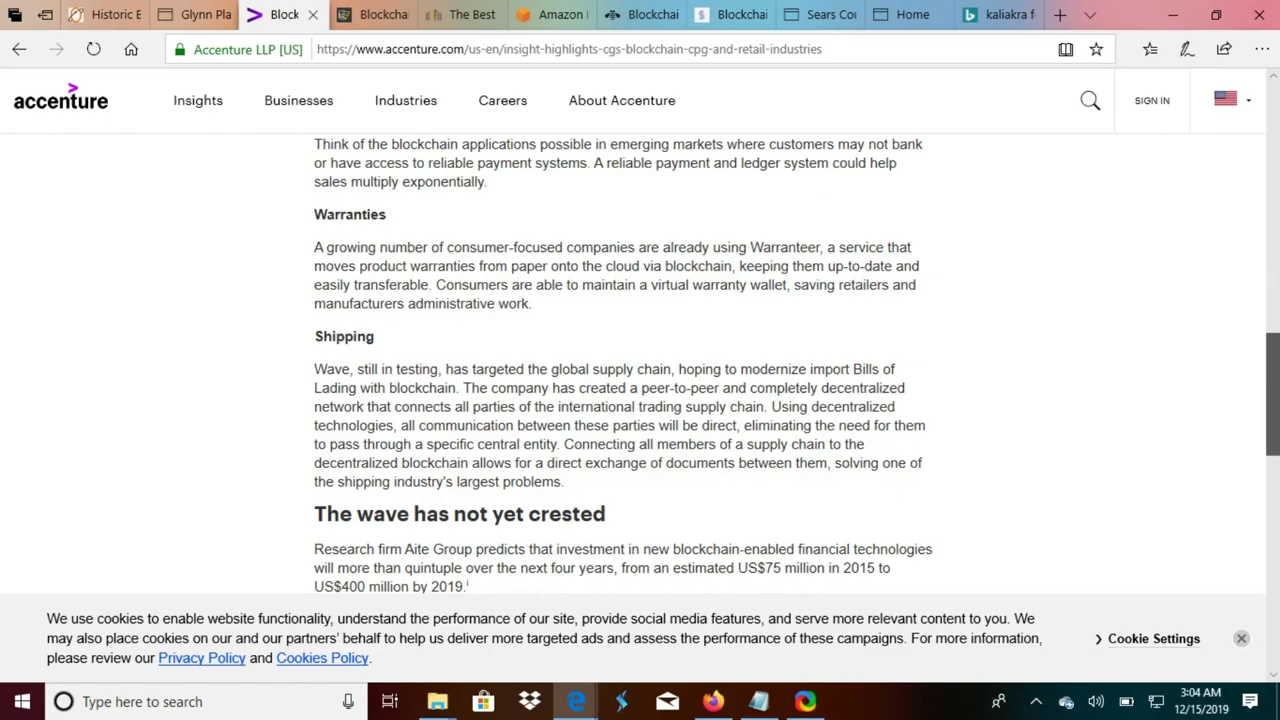 Historic E
Glynn Pla
Block
Blockcha
The Best
Amazon
Blockchai
Blockchai
Sears Cou
Home
kaliakra f
Accenture LLP [US]
https://www.accenture.com/us-en/insight-highlights-cgs-blockchain-cpg-and-retail-industries
accenture
Insights
Businesses
Industries
Careers
About Accenture
SIGN IN
Think of the blockchain applications possible in emerging markets where customers may not bank
or have access to reliable payment systems. A reliable payment and ledger system could help
sales multiply exponentially.
Warranties
A growing number of consumer-focused companies are already using Warranteer, a service that
moves product warranties from paper onto the cloud via blockchain, keeping them up-to-date and
easily transferable. Consumers are able to maintain a virtual warranty wallet, saving retailers and
manufacturers administrative work.
Shipping
Wave, still in testing, has targeted the global supply chain, hoping to modernize import Bills of
Lading with blockchain. The company has created a peer-to-peer and completely decentralized
network that connects all parties of the international trading supply chain. Using decentralized
technologies, all communication between these parties will be direct, eliminating the need for them
to pass through a specific central entity. Connecting all members of a supply chain to the
decentralized blockchain allows for a direct exchange of documents between them, solving one of
the shipping industry's largest problems.
The wave has not yet crested
Research firm Aite Group predicts that investment in new blockchain-enabled financial technologies
will more than quintuple over the next four years, from an estimated US$75 million in 2015 to
US$400 million by 2019.i
We use cookies to enable website functionality, understand the performance of our site, provide social media features, and serve more relevant content to you. We
may also place cookies on our and our partners' behalf to help us deliver more targeted ads and assess the performance of these campaigns. For more information,
please review our Privacy Policy and Cookies Policy.
Cookie Settings
Type here to search
3:04 AM
12/15/2019